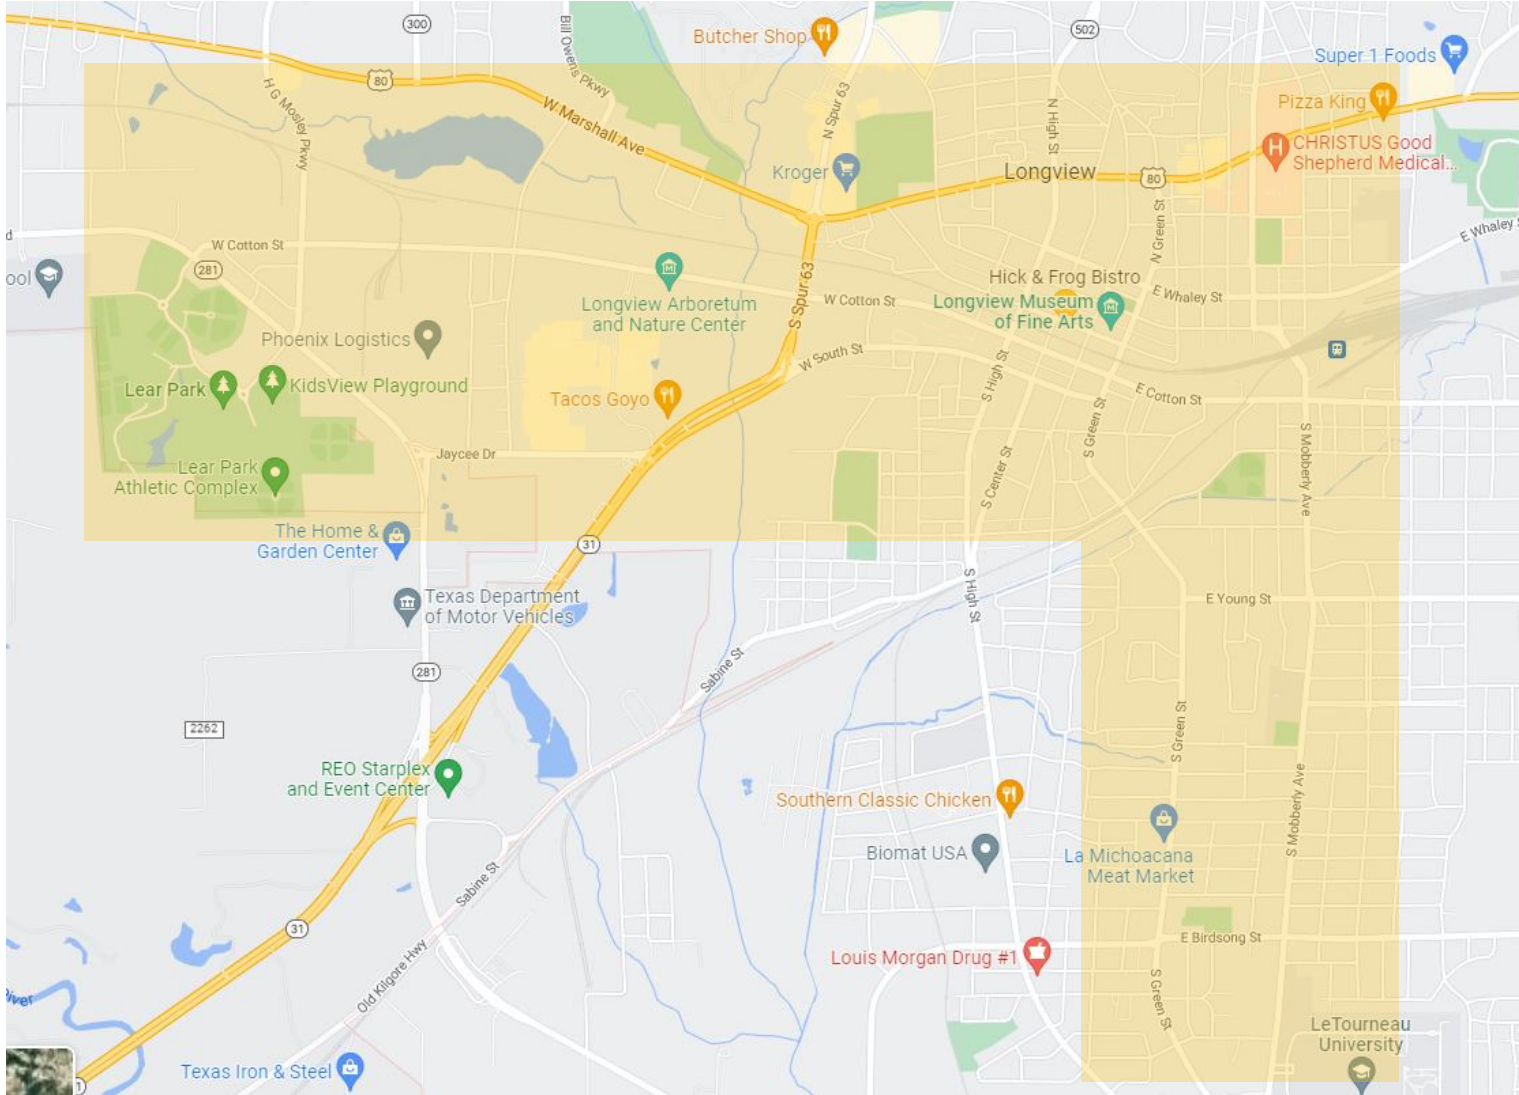 300
Bill Owens Pkwy
Butcher Shop
502
Super 1 Foods
80
H G Mosley Pkwy
W Marshall Ave
N Spur 63
N High St
Pizza King
CHRISTUS Good
Shepherd Medical...
Kroger
Longview
80
N Green St
E Whaley S
d
W Cotton St
281
ool
Longview Arboretum
and Nature Center
S Spur 63
W Cotton St
Hick & Frog Bistro
Longview Museum
of Fine Arts
E Whaley St
Phoenix Logistics
W South St
S High St
Lear Park
KidsView Playground
Tacos Goyo
E Cotton St
S Green St
S Mobberly Ave
Jaycee Dr
Lear Park
Athletic Complex
S Center St
The Home &
Garden Center
31
Texas Department
of Motor Vehicles
S High St
E Young St
281
Sabine St
2262
S Green St
REO Starplex
and Event Center
Southern Classic Chicken
S Mobberly Ave
Biomat USA
La Michoacana
Meat Market
Sabine St
31
Old Kilgore Hwy
Louis Morgan Drug #1
E Birdsong St
River
S Green St
LeTourneau
University
Texas Iron & Steel
1